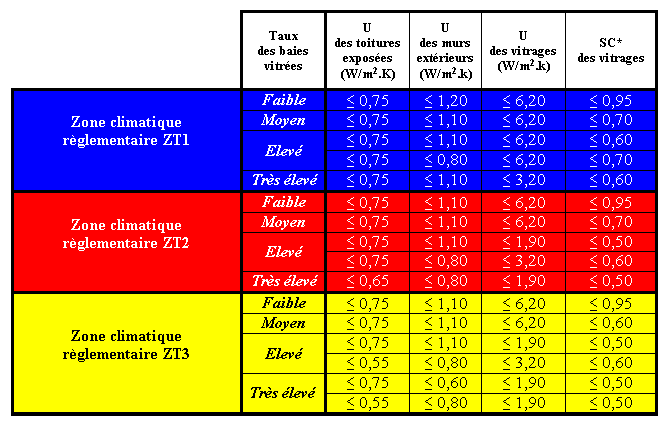 Taux des baies vitrées | U des toitures exposées (W/m².K) | U des murs extérieurs (W/m².k) | U des vitrages (W/m².k) | SC* des vitrages
Zone climatique règlementaire ZT1
Faible ≤ 0,75 ≤ 1,20 ≤ 6,20 ≤ 0,95
Moyen ≤ 0,75 ≤ 1,10 ≤ 6,20 ≤ 0,70
Elevé ≤ 0,75 ≤ 1,10 ≤ 6,20 ≤ 0,60
≤ 0,75 ≤ 0,80 ≤ 6,20 ≤ 0,70
Très élevé ≤ 0,75 ≤ 1,10 ≤ 3,20 ≤ 0,60
Zone climatique règlementaire ZT2
Faible ≤ 0,75 ≤ 1,10 ≤ 6,20 ≤ 0,95
Moyen ≤ 0,75 ≤ 1,10 ≤ 6,20 ≤ 0,70
Elevé ≤ 0,75 ≤ 1,10 ≤ 1,90 ≤ 0,50
≤ 0,75 ≤ 0,80 ≤ 3,20 ≤ 0,60
Très élevé ≤ 0,65 ≤ 0,80 ≤ 1,90 ≤ 0,50
Zone climatique règlementaire ZT3
Faible ≤ 0,75 ≤ 1,10 ≤ 6,20 ≤ 0,95
Moyen ≤ 0,75 ≤ 1,10 ≤ 6,20 ≤ 0,60
Elevé ≤ 0,75 ≤ 1,10 ≤ 1,90 ≤ 0,50
≤ 0,55 ≤ 0,80 ≤ 3,20 ≤ 0,60
Très élevé ≤ 0,75 ≤ 0,60 ≤ 1,90 ≤ 0,50
≤ 0,55 ≤ 0,80 ≤ 1,90 ≤ 0,50